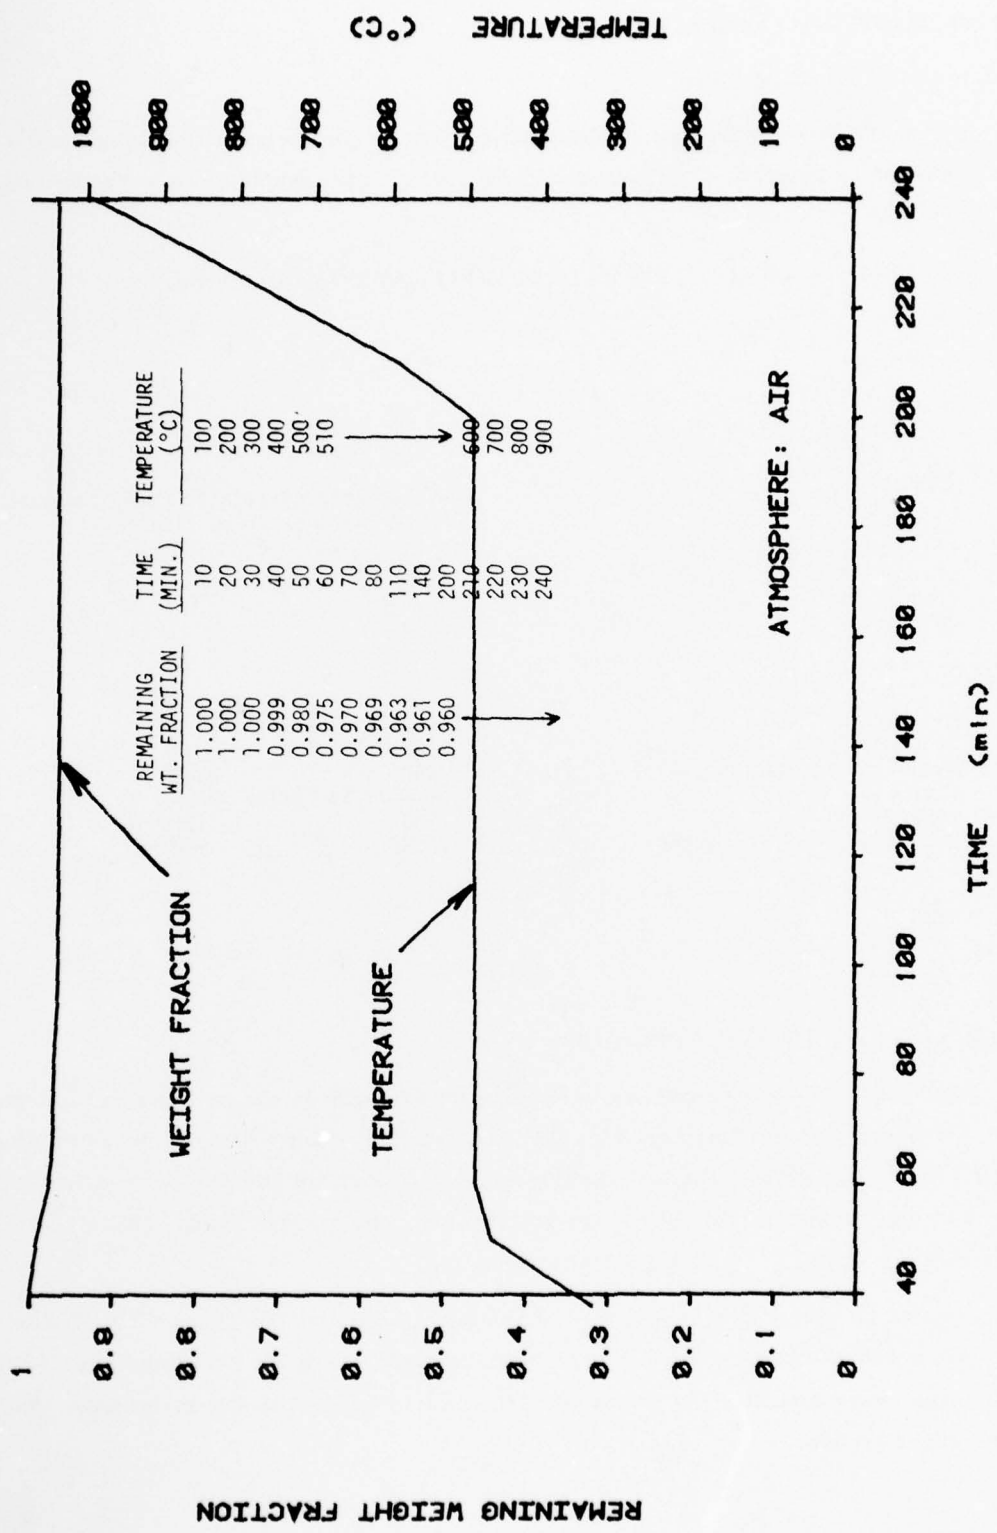 REMAINING WEIGHT FRACTION
1
0.9
0.8
0.7
0.6
0.5
0.4
0.3
0.2
0.1
0
WEIGHT FRACTION
TEMPERATURE
REMAINING TIME TEMPERATURE
WT. FRACTION (MIN.) (°C)
1.000 10 100
1.000 20 200
1.000 30 300
0.999 40 400
0.980 50 500
0.975 60 510
0.970 70
0.969 80
0.963 110
0.961 140
0.960 200
210 600
220 700
230 800
240 900
ATMOSPHERE: AIR
1000
900
800
700
600
500
400
300
200
100
0
TEMPERATURE (°C)
40 60 80 100 120 140 160 180 200 220 240
TIME (min)